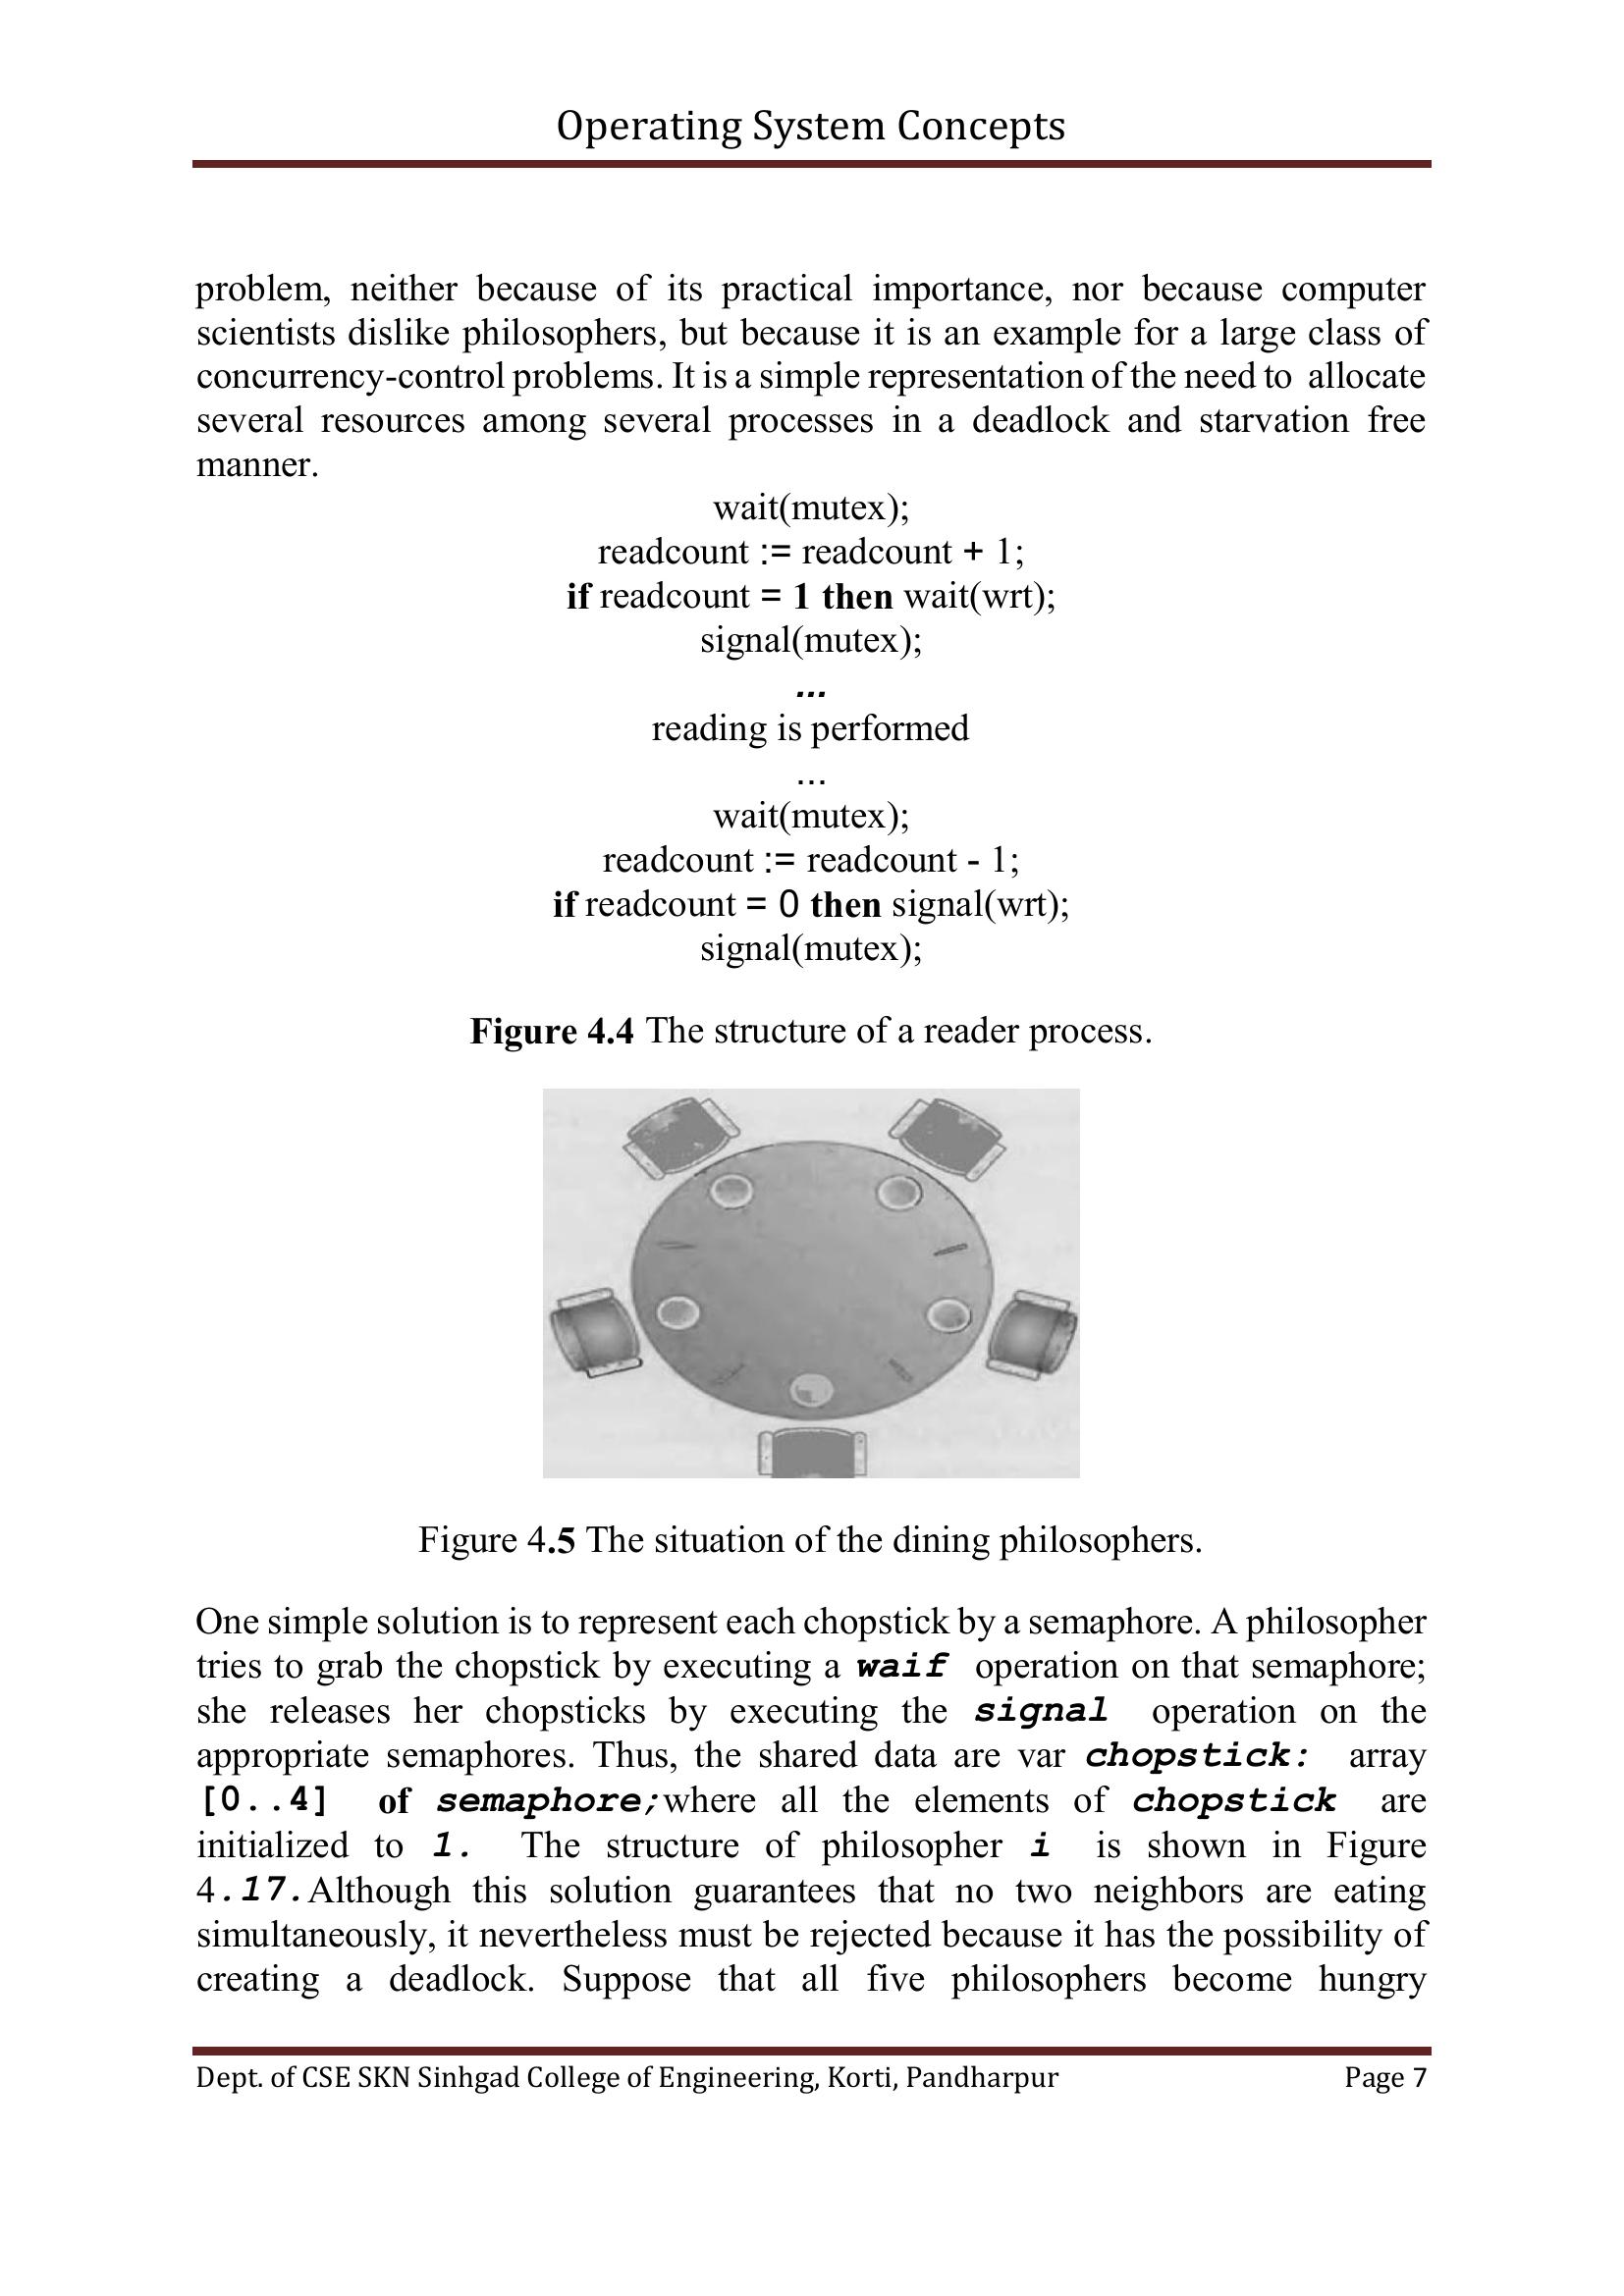 Operating System Concepts
problem, neither because of its practical importance, nor because computer
scientists dislike philosophers, but because it is an example for a large class of
concurrency-control problems. It is a simple representation of the need to allocate
several resources among several processes in a deadlock and starvation free
manner.
wait(mutex);
readcount := readcount + 1;
if readcount = 1 then wait(wrt);
signal(mutex);
...
reading is performed
...
wait(mutex);
readcount := readcount - 1;
if readcount = 0 then signal(wrt);
signal(mutex);
Figure 4.4 The structure of a reader process.
Figure 4.5 The situation of the dining philosophers.
One simple solution is to represent each chopstick by a semaphore. A philosopher
tries to grab the chopstick by executing a waif operation on that semaphore;
she releases her chopsticks by executing the signal operation on the
appropriate semaphores. Thus, the shared data are var chopstick: array
[0..4] of semaphore;where all the elements of chopstick are
initialized to 1. The structure of philosopher i is shown in Figure
4.17.Although this solution guarantees that no two neighbors are eating
simultaneously, it nevertheless must be rejected because it has the possibility of
creating a deadlock. Suppose that all five philosophers become hungry
Dept. of CSE SKN Sinhgad College of Engineering, Korti, Pandharpur Page 7